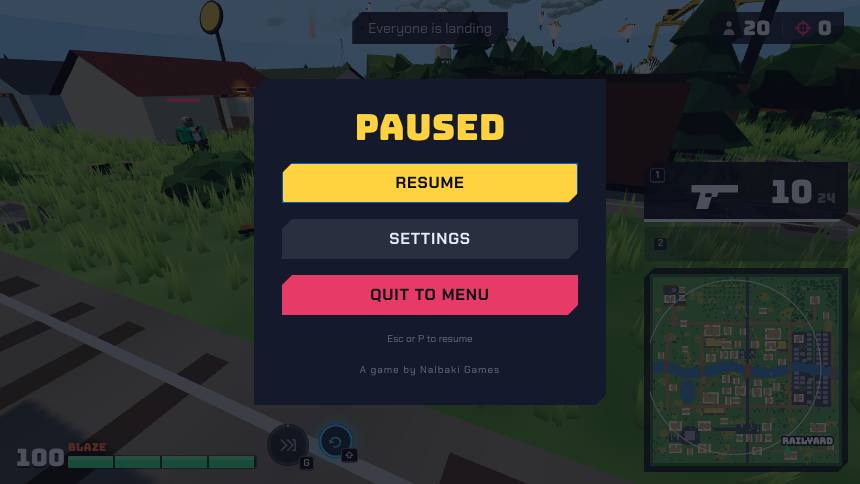 Everyone is landing
20
0
PAUSED
RESUME
SETTINGS
QUIT TO MENU
Esc or P to resume
A game by Nalbaki Games
1
10 24
2
RAILYARD
100 BLAZE
G